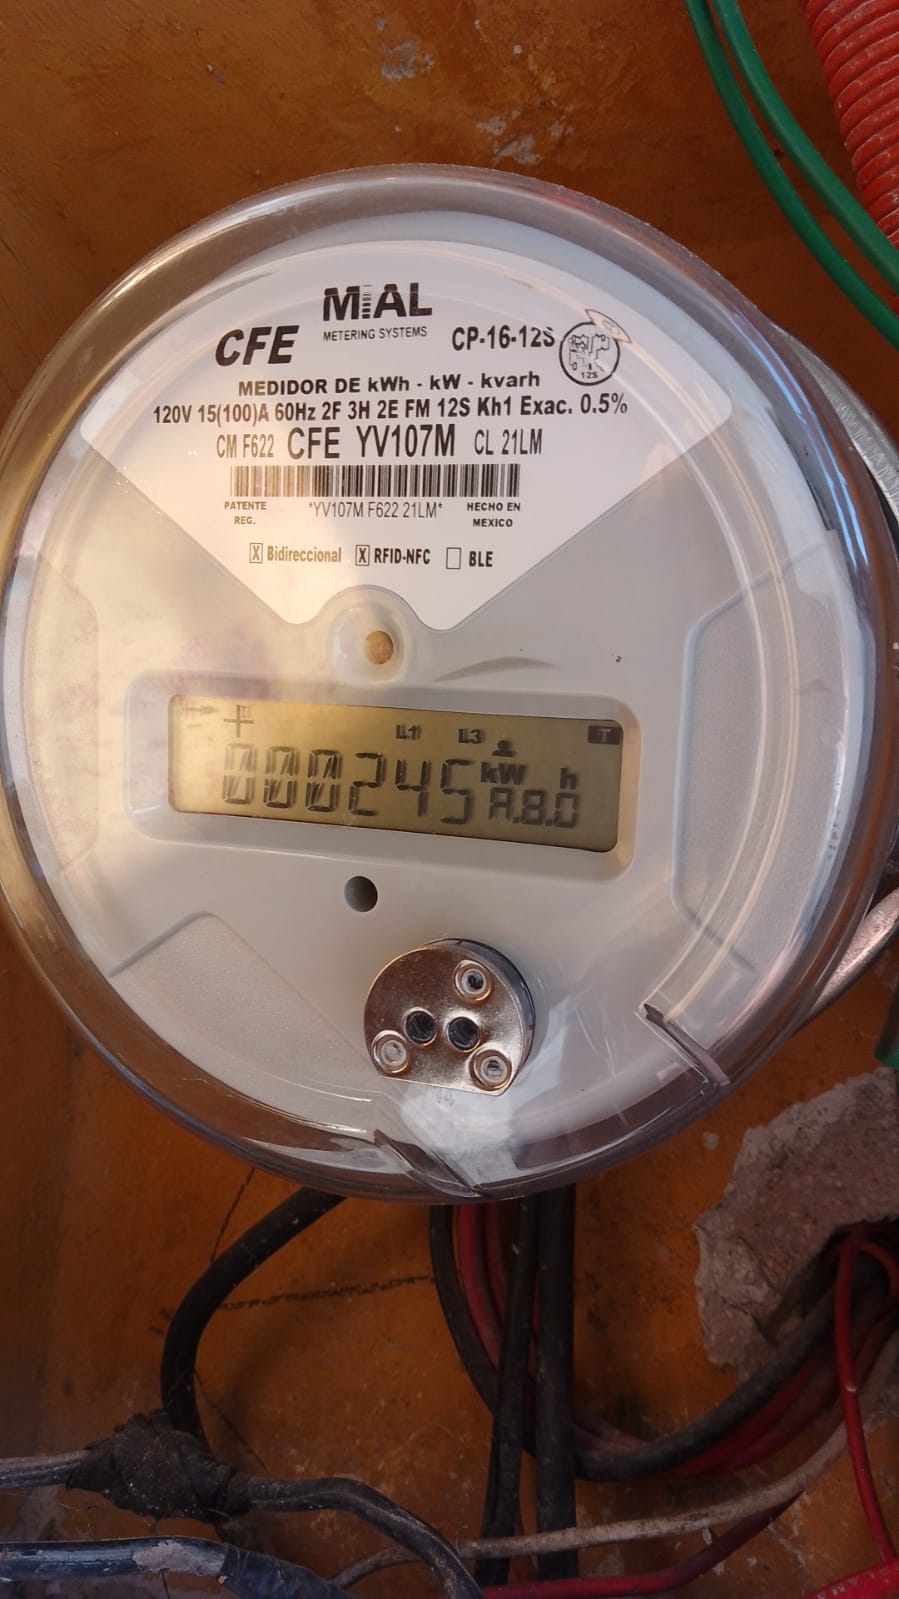 MIAL
METERING SYSTEMS
CFE
CP-16-12S
12S
MEDIDOR DE kWh - kW - kvarh
120V 15(100)A 60Hz 2F 3H 2E FM 12S Kh1 Exac. 0.5%
CM F622 CFE YV107M CL 21LM
PATENTE REG.
*YV107M F622 21LM*
HECHO EN MEXICO
X Bidireccional X RFID-NFC BLE
L1 L3 T
000245 kW h
A.8.0